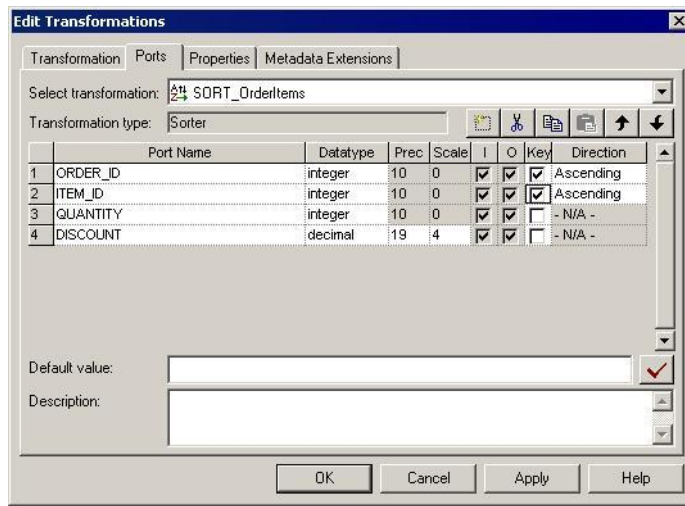 Edit Transformations
Transformation Ports Properties Metadata Extensions
Select transformation: SORT_OrderItems
Transformation type: Sorter
Port Name Datatype Prec Scale I O Key Direction
1 ORDER_ID integer 10 0 Ascending
2 ITEM_ID integer 10 0 Ascending
3 QUANTITY integer 10 0 - N/A -
4 DISCOUNT decimal 19 4 - N/A -
Default value:
Description:
OK Cancel Apply Help